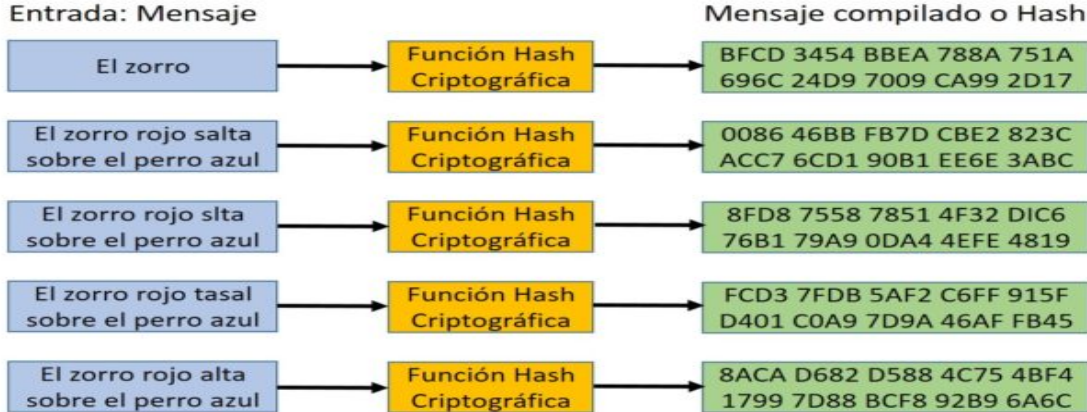 Entrada: Mensaje
Mensaje compilado o Hash
El zorro
Función Hash
Criptográfica
BFCD 3454 BBEA 788A 751A
696C 24D9 7009 CA99 2D17
El zorro rojo salta
sobre el perro azul
Función Hash
Criptográfica
0086 46BB FB7D CBE2 823C
ACC7 6CD1 90B1 EE6E 3ABC
El zorro rojo slta
sobre el perro azul
Función Hash
Criptográfica
8FD8 7558 7851 4F32 DIC6
76B1 79A9 0DA4 4EFE 4819
El zorro rojo tasal
sobre el perro azul
Función Hash
Criptográfica
FCD3 7FDB 5AF2 C6FF 915F
D401 C0A9 7D9A 46AF FB45
El zorro rojo alta
sobre el perro azul
Función Hash
Criptográfica
8ACA D682 D588 4C75 4BF4
1799 7D88 BCF8 92B9 6A6C